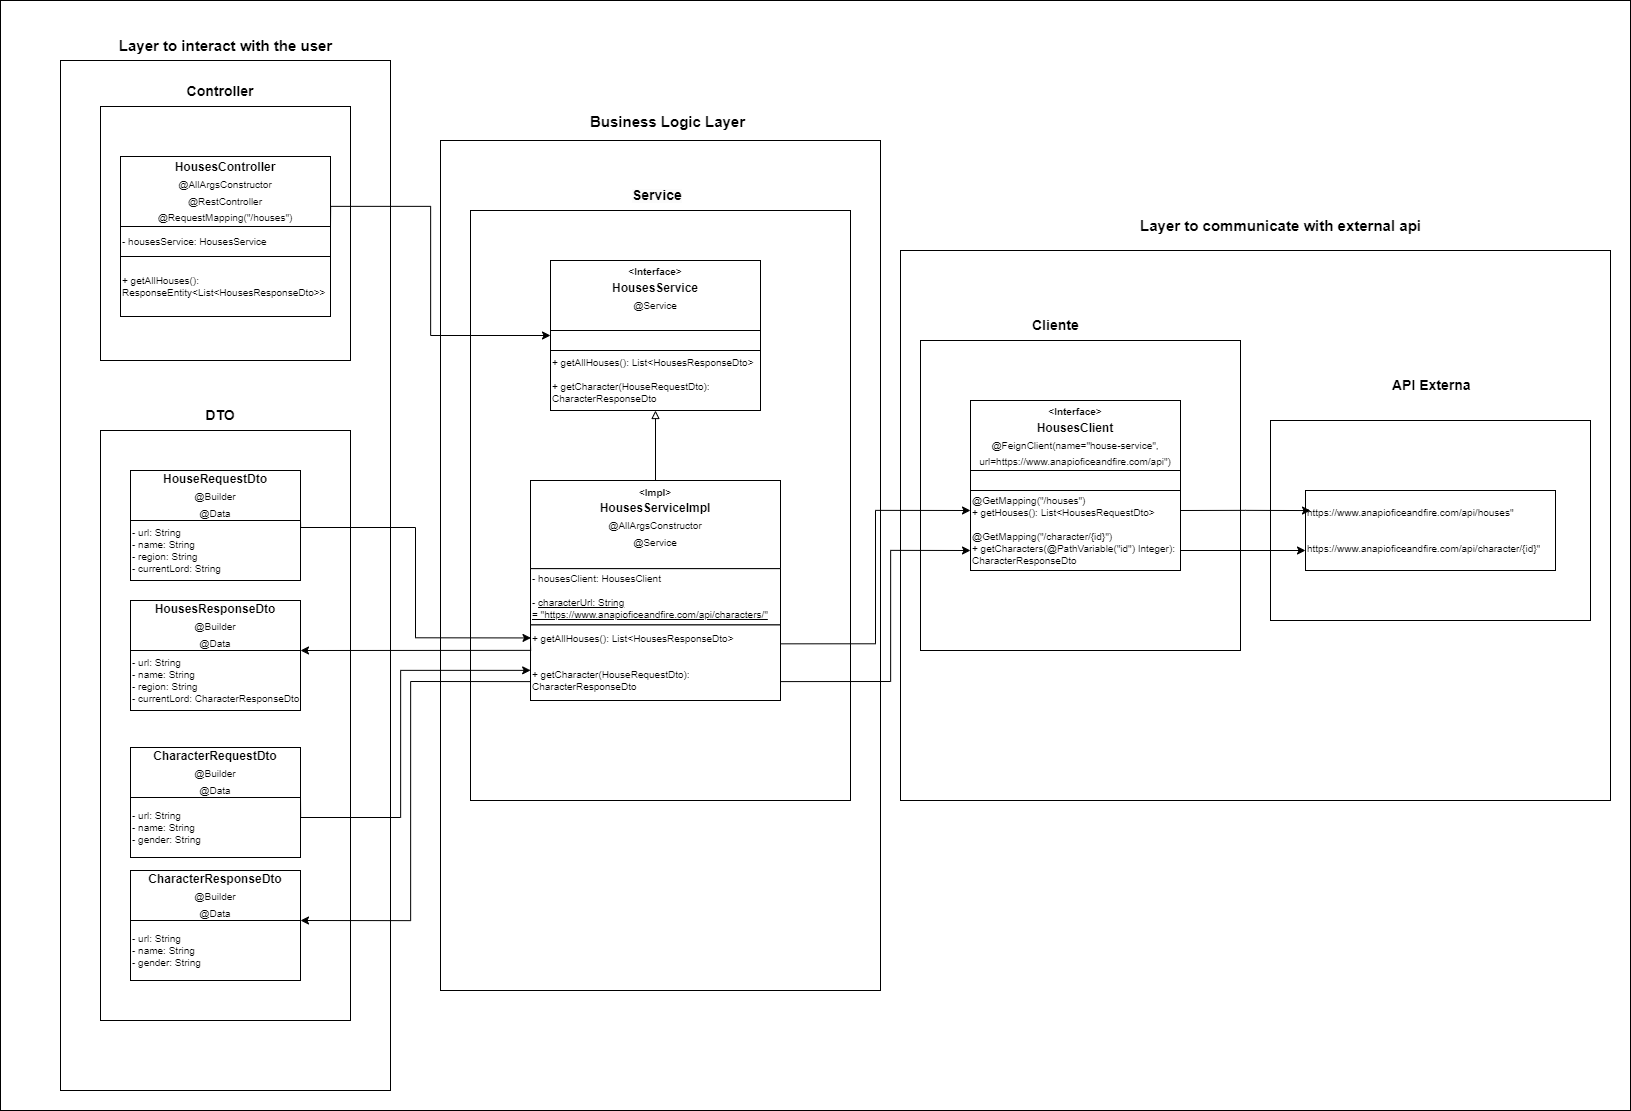 Layer to interact with the user
Controller
HousesController
@AllArgsConstructor
@RestController
@RequestMapping("/houses")
- housesService: HousesService
+ getAllHouses():
ResponseEntity<List<HousesResponseDto>>
DTO
HouseRequestDto
@Builder
@Data
- url: String
- name: String
- region: String
- currentLord: String
HousesResponseDto
@Builder
@Data
- url: String
- name: String
- region: String
- currentLord: CharacterResponseDto
CharacterRequestDto
@Builder
@Data
- url: String
- name: String
- gender: String
CharacterResponseDto
@Builder
@Data
- url: String
- name: String
- gender: String
Business Logic Layer
Service
<Interface>
HousesService
@Service
+ getAllHouses(): List<HousesResponseDto>
+ getCharacter(HouseRequestDto):
CharacterResponseDto
<Impl>
HousesServiceImpl
@AllArgsConstructor
@Service
- housesClient: HousesClient
- characterUrl: String
= "https://www.anapioficeandfire.com/api/characters/"
+ getAllHouses(): List<HousesResponseDto>
+ getCharacter(HouseRequestDto):
CharacterResponseDto
Layer to communicate with external api
Cliente
<Interface>
HousesClient
@FeignClient(name="house-service",
url=https://www.anapioficeandfire.com/api")
@GetMapping("/houses")
+ getHouses(): List<HousesRequestDto>
@GetMapping("/character/{id}")
+ getCharacters(@PathVariable("id") Integer):
CharacterResponseDto
API Externa
https://www.anapioficeandfire.com/api/houses"
https://www.anapioficeandfire.com/api/character/{id}"